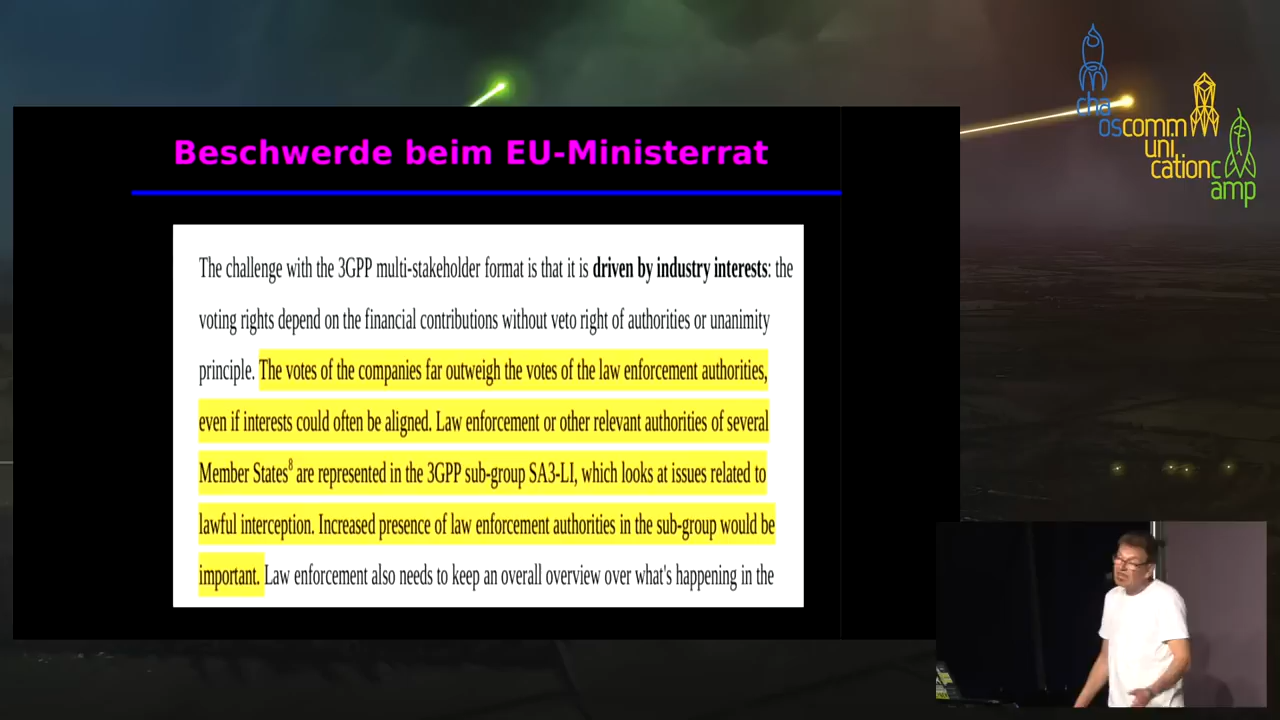 Beschwerde beim EU-Ministerrat
The challenge with the 3GPP multi-stakeholder format is that it is driven by industry interests: the
voting rights depend on the financial contributions without veto right of authorities or unanimity
principle. The votes of the companies far outweigh the votes of the law enforcement authorities,
even if interests could often be aligned. Law enforcement or other relevant authorities of several
Member States8 are represented in the 3GPP sub-group SA3-LI, which looks at issues related to
lawful interception. Increased presence of law enforcement authorities in the sub-group would be
important. Law enforcement also needs to keep an overall overview over what's happening in the
cha
oscomm
uni
cationc
amp